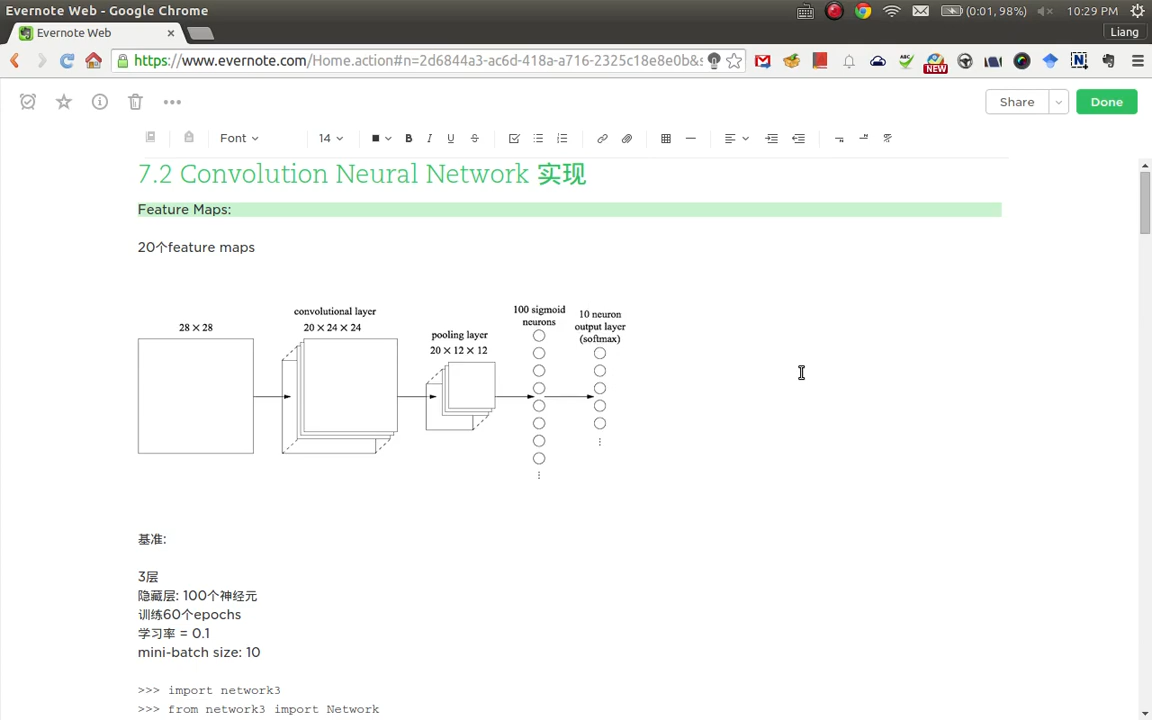 Evernote Web - Google Chrome
(0:01, 98%)
10:29 PM
Evernote Web
Liang
https://www.evernote.com/Home.action#n=2d6844a3-ac6d-418a-a716-2325c18e8e0b&s
NEW
Share
Done
Font
14
7.2 Convolution Neural Network 实现
Feature Maps:
20个feature maps
28 × 28
convolutional layer
20 × 24 × 24
pooling layer
20 × 12 × 12
100 sigmoid
neurons
10 neuron
output layer
(softmax)
基准:
3层
隐藏层: 100个神经元
训练60个epochs
学习率 = 0.1
mini-batch size: 10
>>> import network3
>>> from network3 import Network